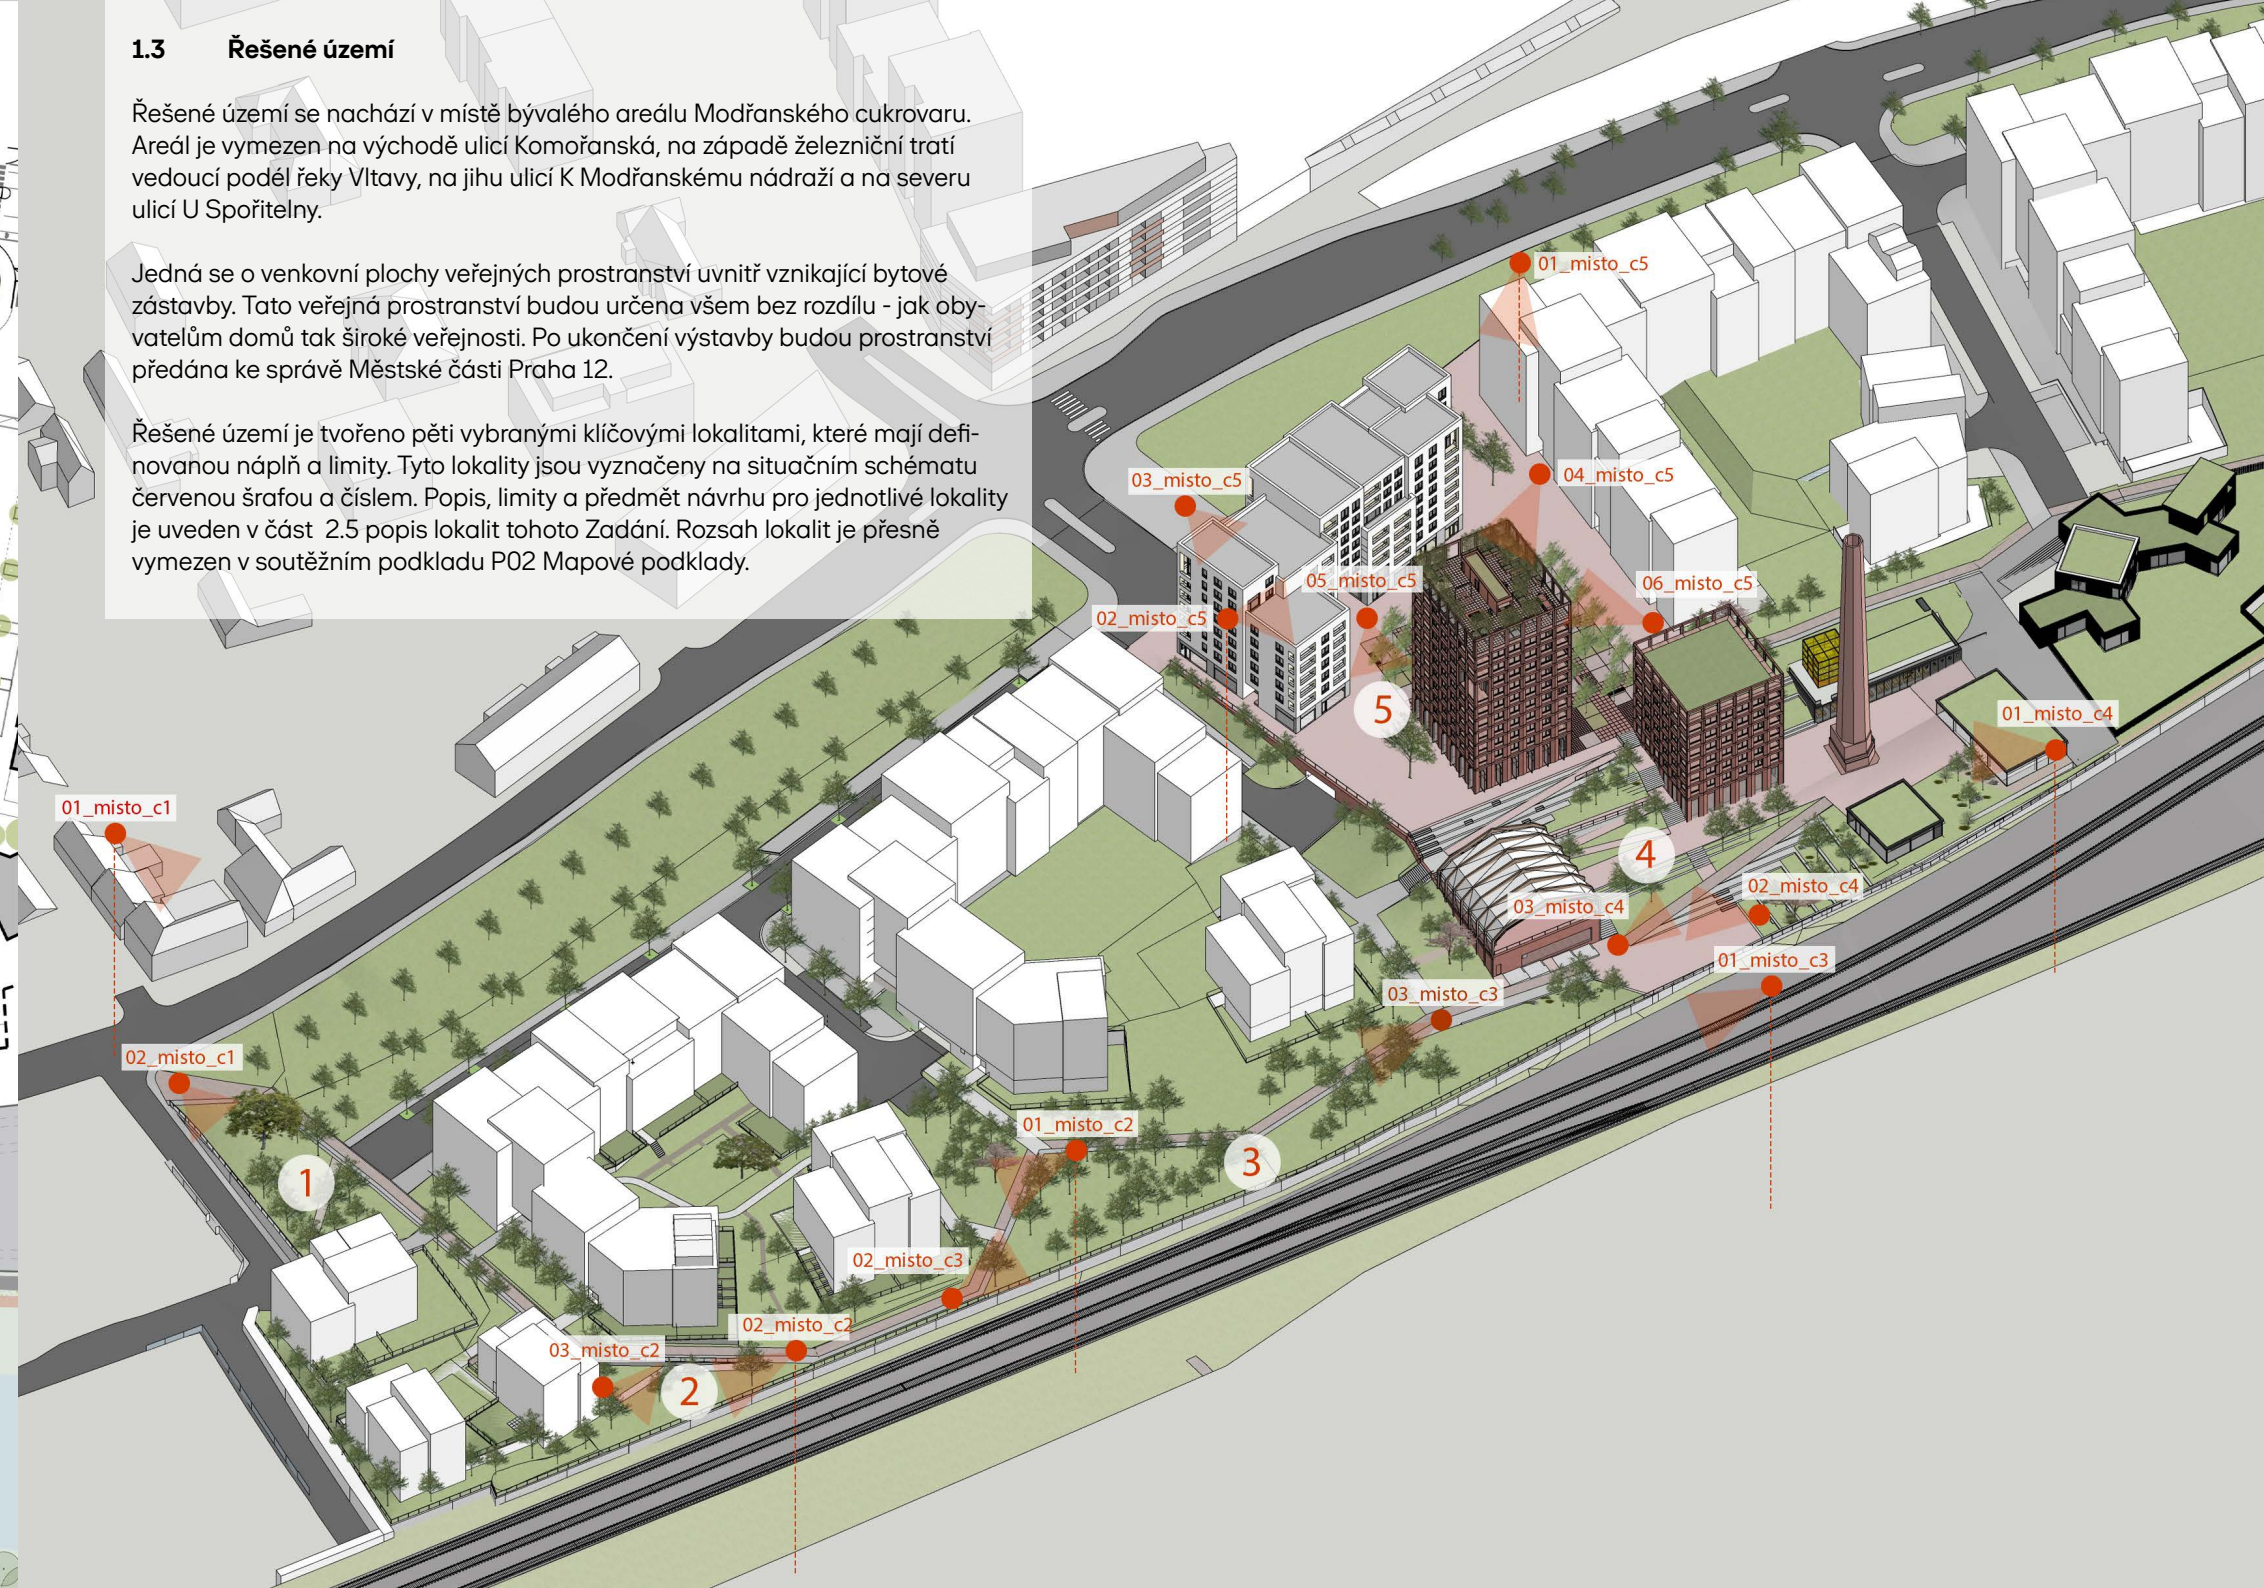 1.3 Řešené území
Řešené území se nachází v místě bývalého areálu Modřanského cukrovaru.
Areál je vymezen na východě ulicí Komořanská, na západě železniční tratí
vedoucí podél řeky Vltavy, na jihu ulicí K Modřanskému nádraží a na severu
ulicí U Spořitelny.
Jedná se o venkovní plochy veřejných prostranství uvnitř vznikající bytové
zástavby. Tato veřejná prostranství budou určena všem bez rozdílu - jak oby-
vatelům domů tak široké veřejnosti. Po ukončení výstavby budou prostranství
předána ke správě Městské části Praha 12.
Řešené území je tvořeno pěti vybranými klíčovými lokalitami, které mají defi-
novanou náplň a limity. Tyto lokality jsou vyznačeny na situačním schématu
červenou šrafou a číslem. Popis, limity a předmět návrhu pro jednotlivé lokality
je uveden v část 2.5 popis lokalit tohoto Zadání. Rozsah lokalit je přesně
vymezen v soutěžním podkladu P02 Mapové podklady.
01_misto_c5
03_misto_c5
04_misto_c5
05_misto_c5
06_misto_c5
02_misto_c5
5
01_misto_c4
01_misto_c1
4
02_misto_c4
03_misto_c4
01_misto_c3
03_misto_c3
02_misto_c1
01_misto_c2
3
1
02_misto_c3
02_misto_c2
03_misto_c2
2